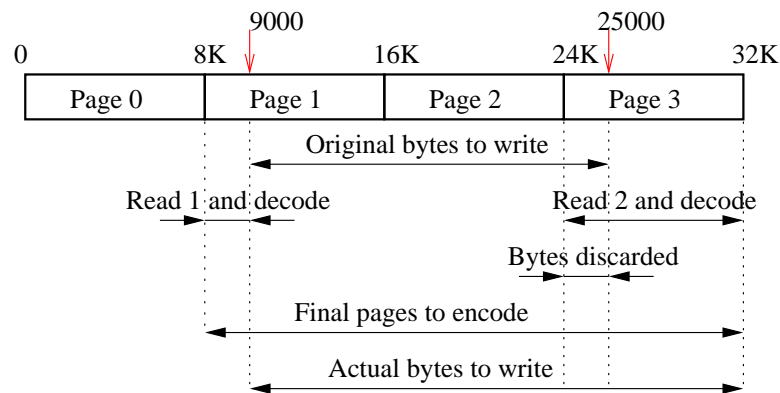 9000 25000
0 8K 16K 24K 32K
Page 0 Page 1 Page 2 Page 3
Original bytes to write
Read 1 and decode Read 2 and decode
Bytes discarded
Final pages to encode
Actual bytes to write